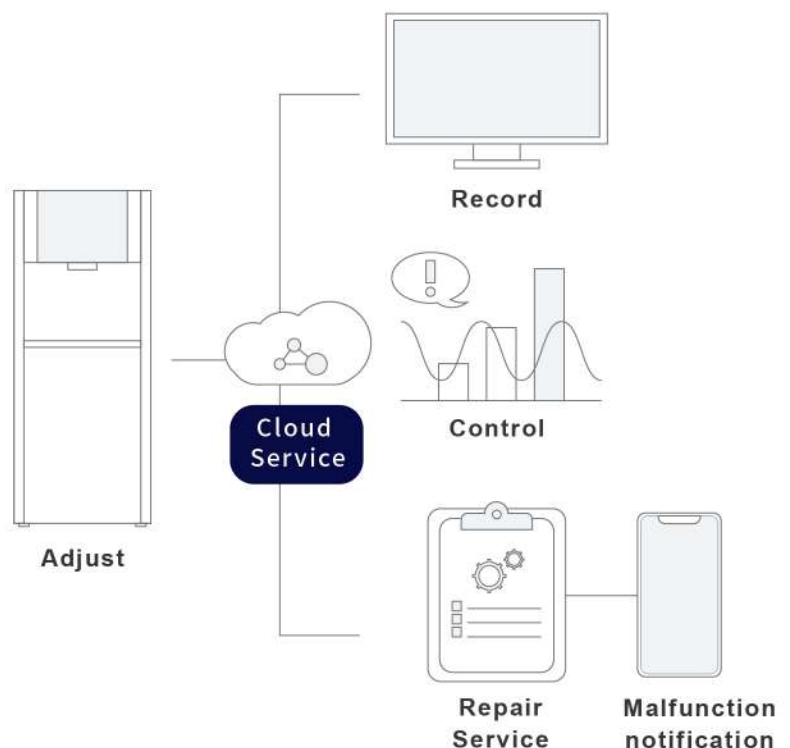 Record
Cloud
Service
Control
Adjust
Repair
Service
Malfunction
notification